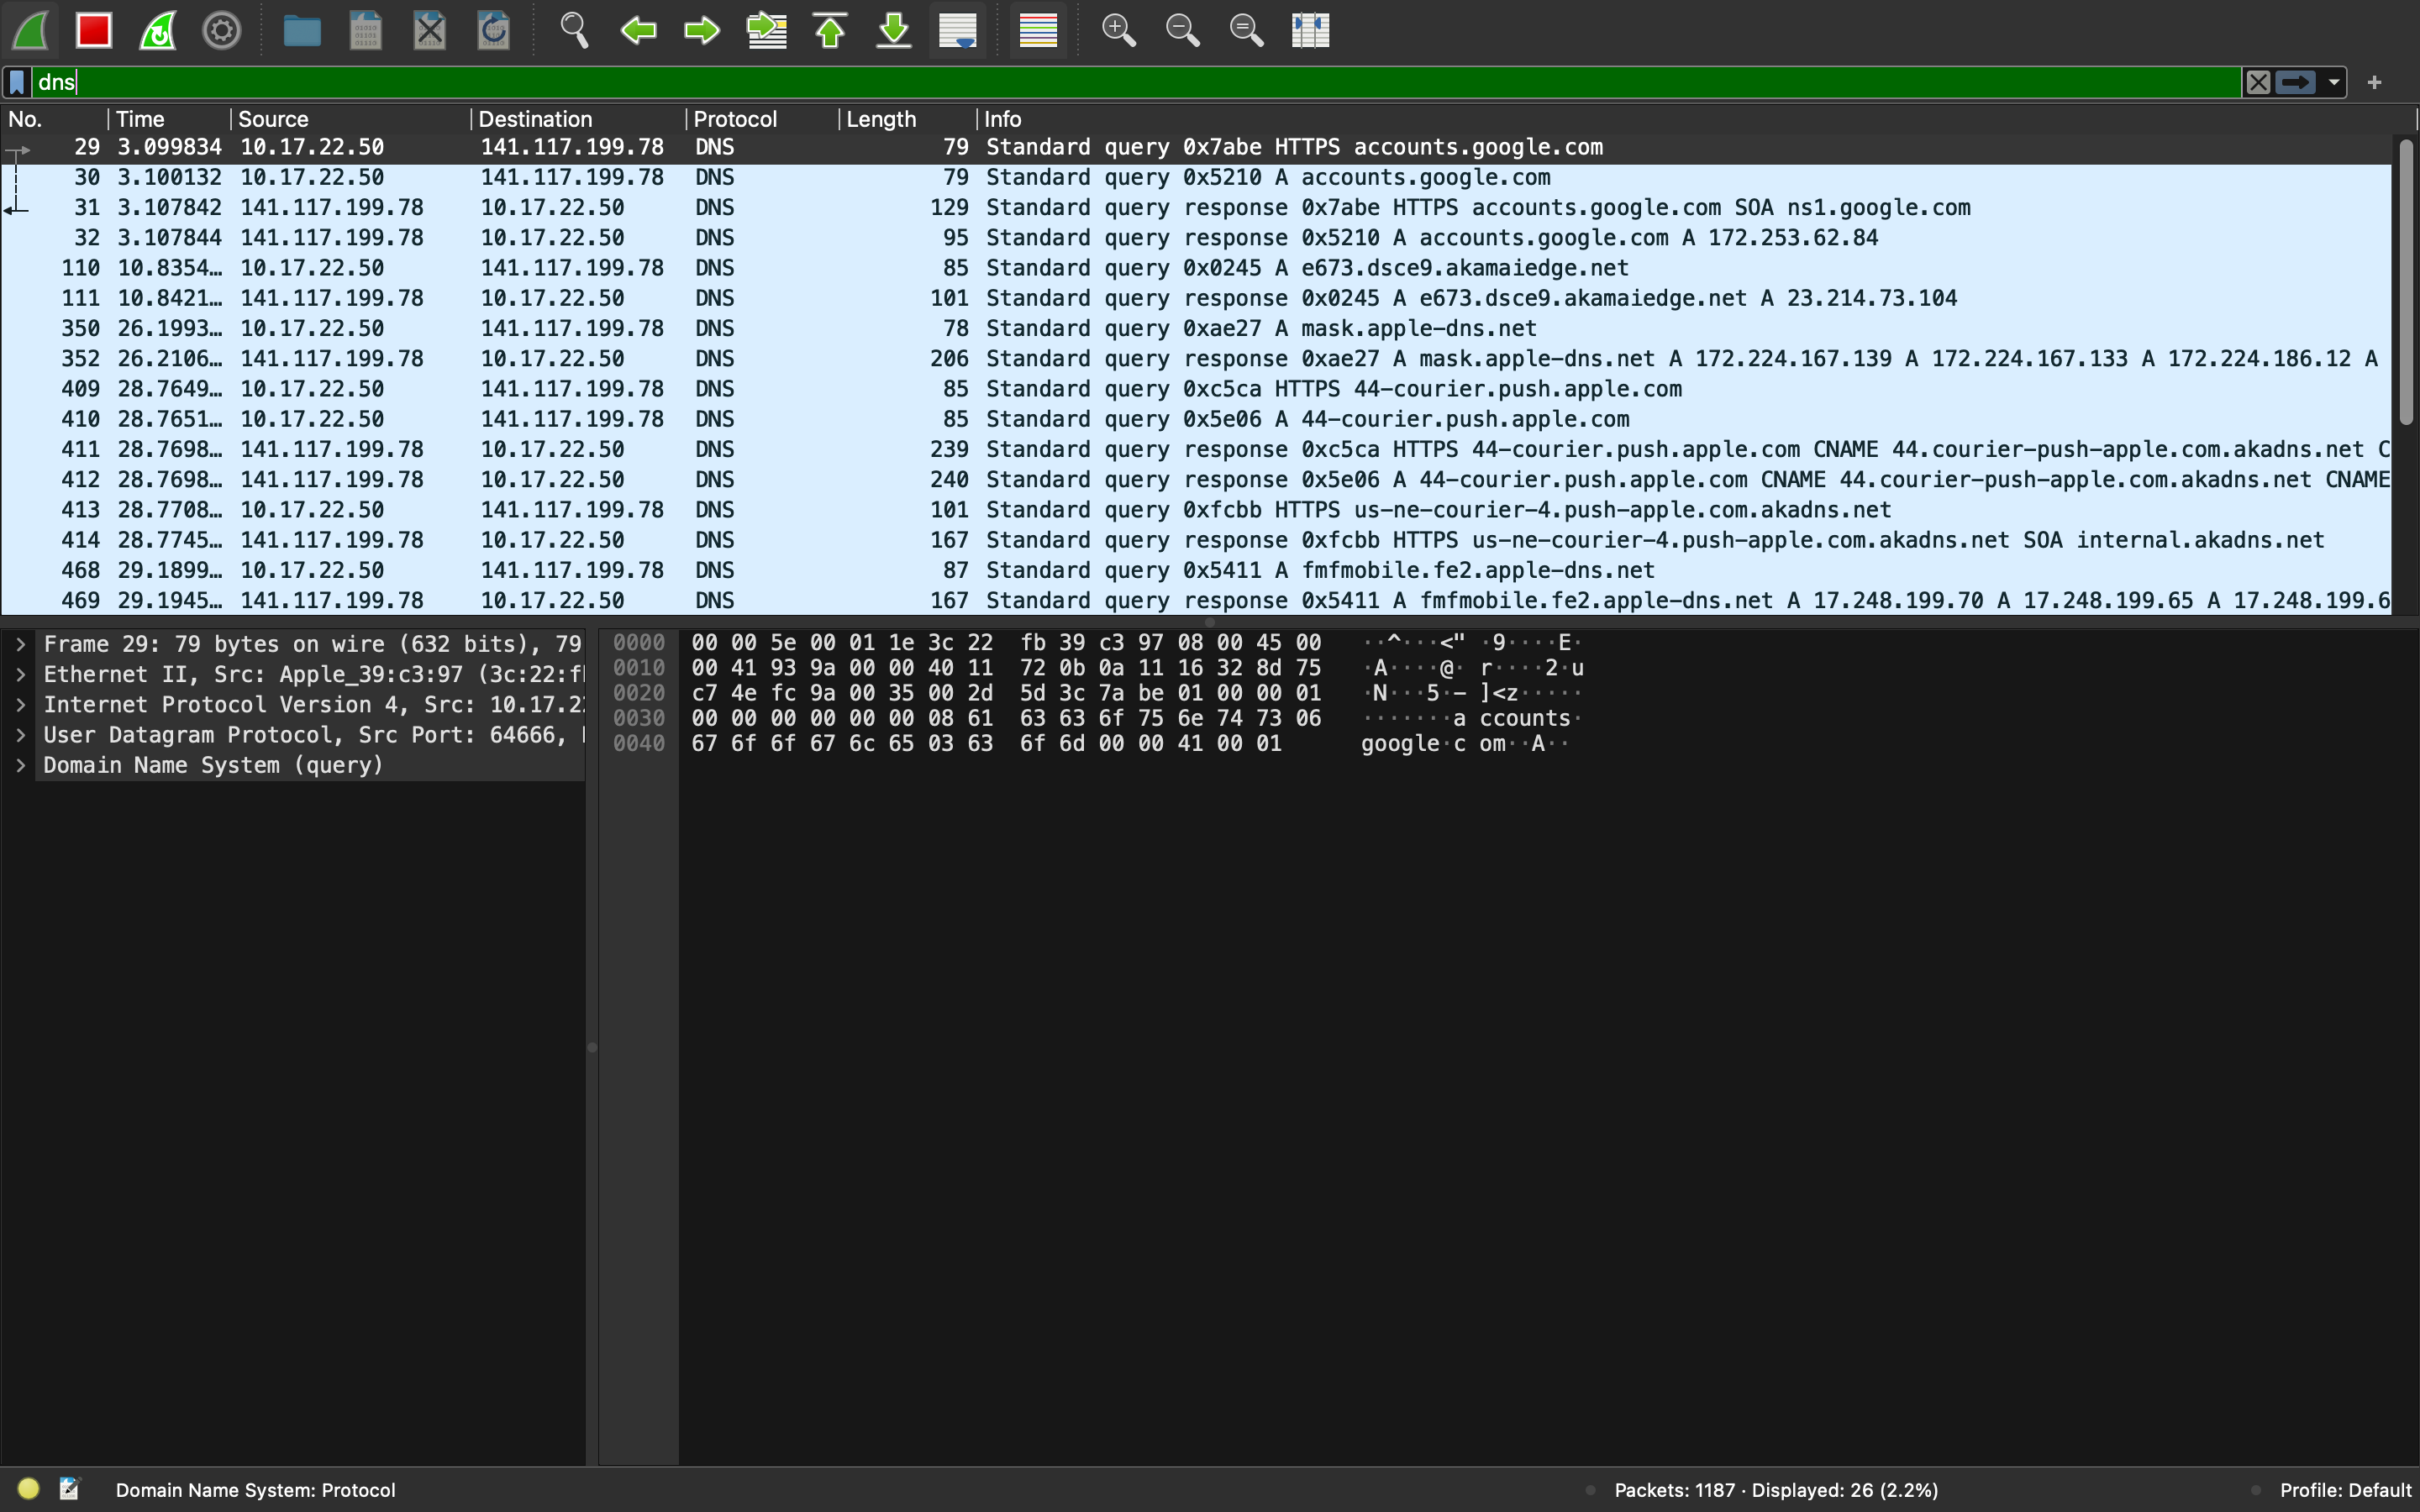 dns
No. Time Source Destination Protocol Length Info
29 3.099834 10.17.22.50 141.117.199.78 DNS 79 Standard query 0x7abe HTTPS accounts.google.com
30 3.100132 10.17.22.50 141.117.199.78 DNS 79 Standard query 0x5210 A accounts.google.com
31 3.107842 141.117.199.78 10.17.22.50 DNS 129 Standard query response 0x7abe HTTPS accounts.google.com SOA ns1.google.com
32 3.107844 141.117.199.78 10.17.22.50 DNS 95 Standard query response 0x5210 A accounts.google.com A 172.253.62.84
110 10.8354… 10.17.22.50 141.117.199.78 DNS 85 Standard query 0x0245 A e673.dsce9.akamaiedge.net
111 10.8421… 141.117.199.78 10.17.22.50 DNS 101 Standard query response 0x0245 A e673.dsce9.akamaiedge.net A 23.214.73.104
350 26.1993… 10.17.22.50 141.117.199.78 DNS 78 Standard query 0xae27 A mask.apple-dns.net
352 26.2106… 141.117.199.78 10.17.22.50 DNS 206 Standard query response 0xae27 A mask.apple-dns.net A 172.224.167.139 A 172.224.167.133 A 172.224.186.12 A
409 28.7649… 10.17.22.50 141.117.199.78 DNS 85 Standard query 0xc5ca HTTPS 44-courier.push.apple.com
410 28.7651… 10.17.22.50 141.117.199.78 DNS 85 Standard query 0x5e06 A 44-courier.push.apple.com
411 28.7698… 141.117.199.78 10.17.22.50 DNS 239 Standard query response 0xc5ca HTTPS 44-courier.push.apple.com CNAME 44.courier-push-apple.com.akadns.net C
412 28.7698… 141.117.199.78 10.17.22.50 DNS 240 Standard query response 0x5e06 A 44-courier.push.apple.com CNAME 44.courier-push-apple.com.akadns.net CNAME
413 28.7708… 10.17.22.50 141.117.199.78 DNS 101 Standard query 0xfcbb HTTPS us-ne-courier-4.push-apple.com.akadns.net
414 28.7745… 141.117.199.78 10.17.22.50 DNS 167 Standard query response 0xfcbb HTTPS us-ne-courier-4.push-apple.com.akadns.net SOA internal.akadns.net
468 29.1899… 10.17.22.50 141.117.199.78 DNS 87 Standard query 0x5411 A fmfmobile.fe2.apple-dns.net
469 29.1945… 141.117.199.78 10.17.22.50 DNS 167 Standard query response 0x5411 A fmfmobile.fe2.apple-dns.net A 17.248.199.70 A 17.248.199.65 A 17.248.199.6
Frame 29: 79 bytes on wire (632 bits), 79
Ethernet II, Src: Apple_39:c3:97 (3c:22:f
Internet Protocol Version 4, Src: 10.17.2
User Datagram Protocol, Src Port: 64666,
Domain Name System (query)
0000 00 00 5e 00 01 1e 3c 22 fb 39 c3 97 08 00 45 00 ··^···<" ·9····E·
0010 00 41 93 9a 00 00 40 11 72 0b 0a 11 16 32 8d 75 ·A····@· r····2·u
0020 c7 4e fc 9a 00 35 00 2d 5d 3c 7a be 01 00 00 01 ·N···5·- ]<z·····
0030 00 00 00 00 00 00 08 61 63 63 6f 75 6e 74 73 06 ·······a ccounts·
0040 67 6f 6f 67 6c 65 03 63 6f 6d 00 00 41 00 01 google·c om··A··
Domain Name System: Protocol
Packets: 1187 · Displayed: 26 (2.2%)
Profile: Default